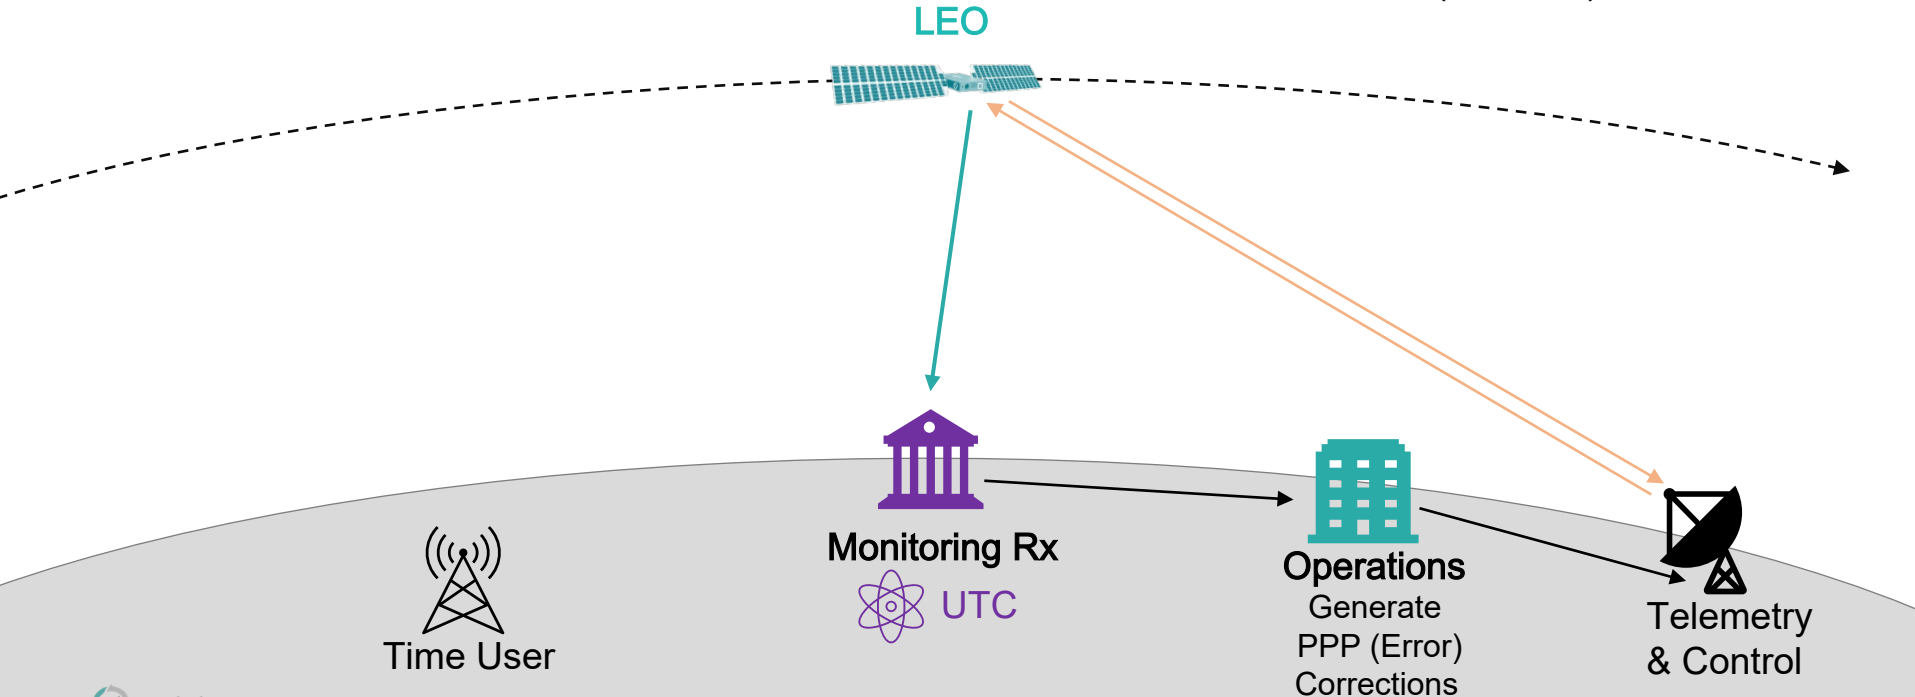 LEO
Monitoring Rx
UTC
Time User
Operations
Generate
PPP (Error)
Corrections
Telemetry
& Control